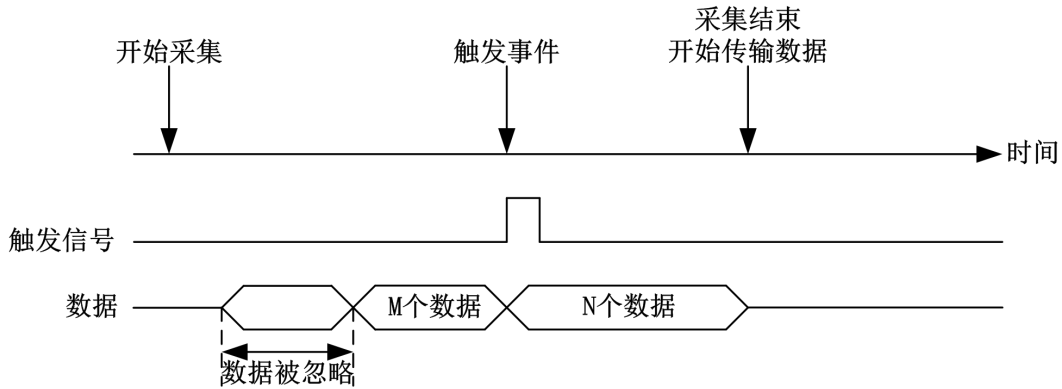 采集结束
开始采集
触发事件
开始传输数据
时间
触发信号
数据
M个数据
N个数据
数据被忽略